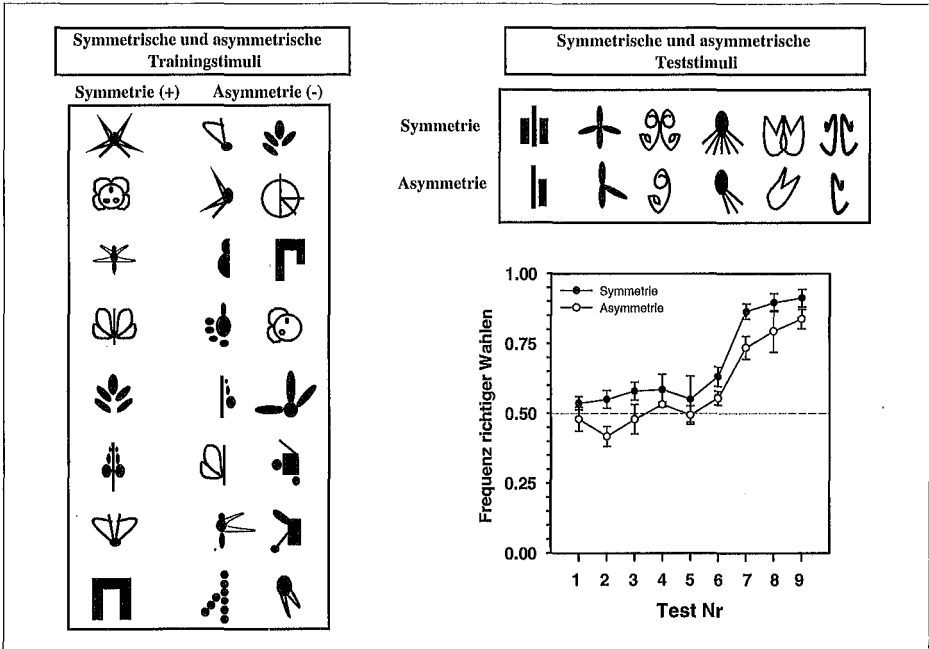 Symmetrische und asymmetrische
Trainingstimuli
Symmetrie (+)
Asymmetrie (-)
Symmetrische und asymmetrische
Teststimuli
Symmetrie
Asymmetrie
Symmetrie
Asymmetrie
Frequenz richtiger Wahlen
1.00
0.75
0.50
0.25
0.00
1 2 3 4 5 6 7 8 9
Test Nr